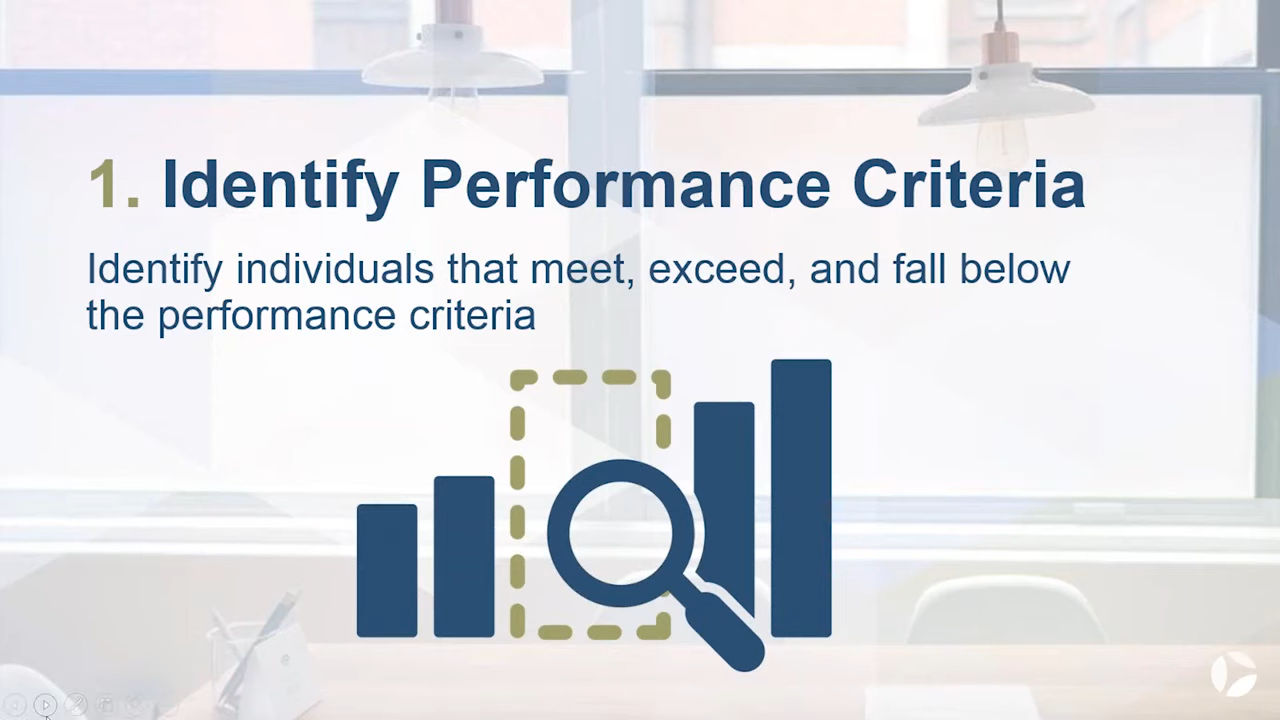 1. Identify Performance Criteria
Identify individuals that meet, exceed, and fall below
the performance criteria